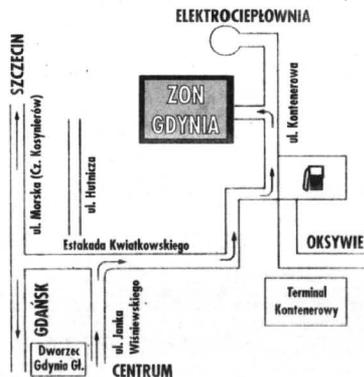 ELEKTROCIEPŁOWNIA
SZCZECIN
ZON
GDYNIA
ul. Kontenerowa
ul. Morska (Cz. Kosynierów)
ul. Hutnicza
Estakada Kwiatkowskiego
OKSYWIE
GDAŃSK
ul. Janka
Wiśniewskiego
Terminal
Kontenerowy
Dworzec
Gdynia Gł.
CENTRUM